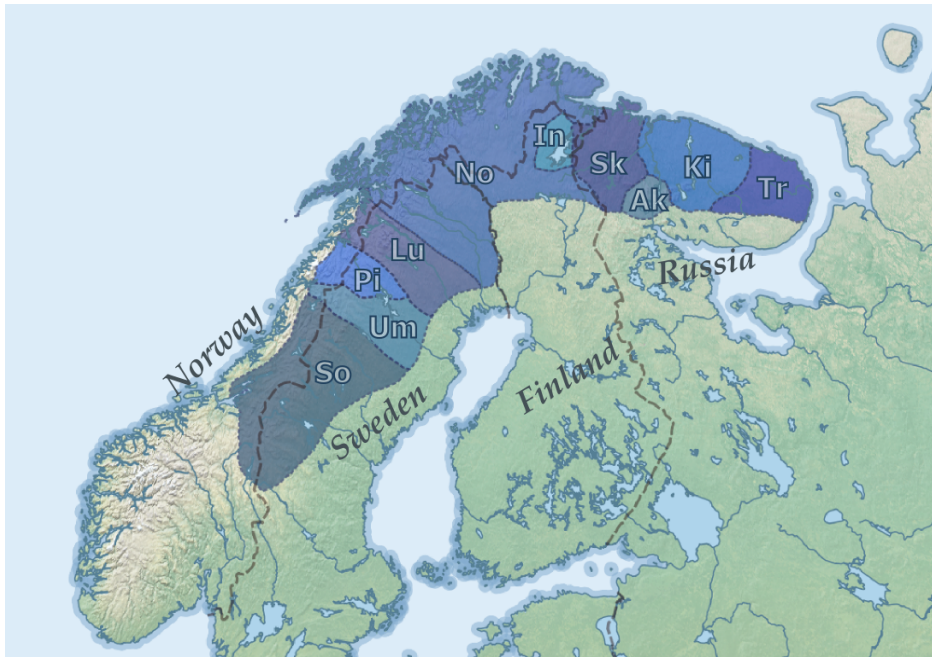 In
No
Sk
Ki
Ak
Tr
Lu
Pi
Um
So
Norway
Sweden
Finland
Russia